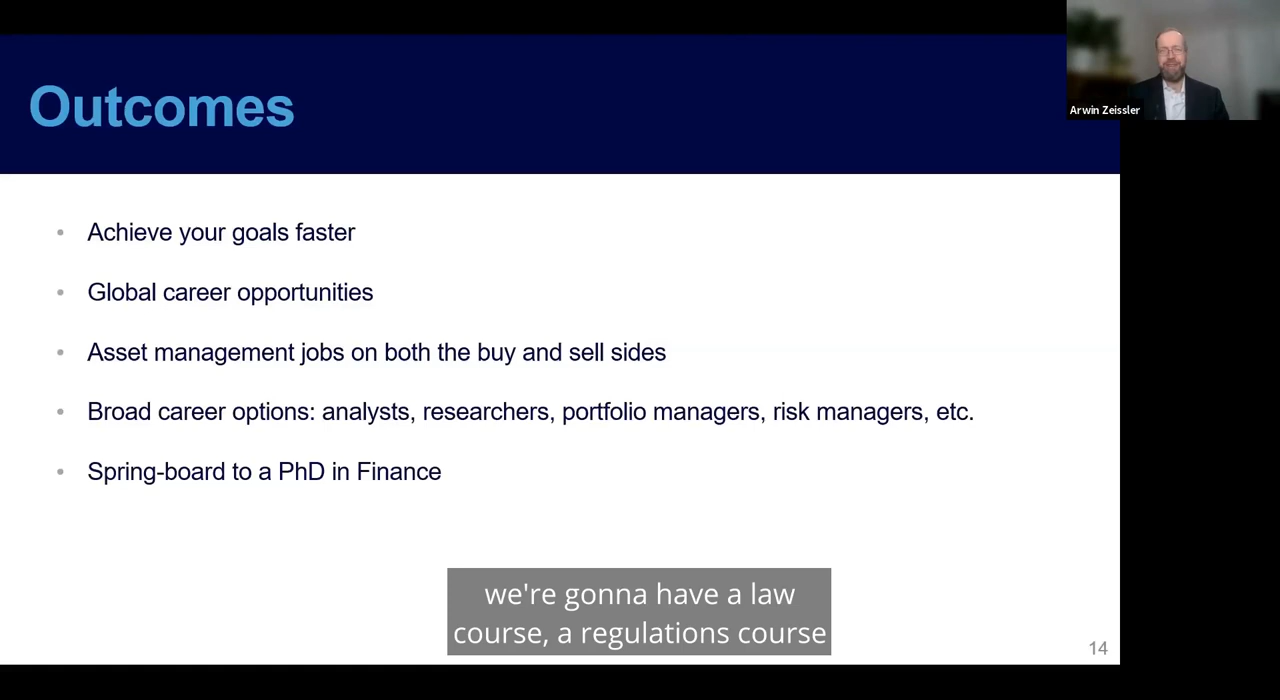 Outcomes
Arwin Zeissler
• Achieve your goals faster
• Global career opportunities
• Asset management jobs on both the buy and sell sides
• Broad career options: analysts, researchers, portfolio managers, risk managers, etc.
• Spring-board to a PhD in Finance
we're gonna have a law
course, a regulations course
14